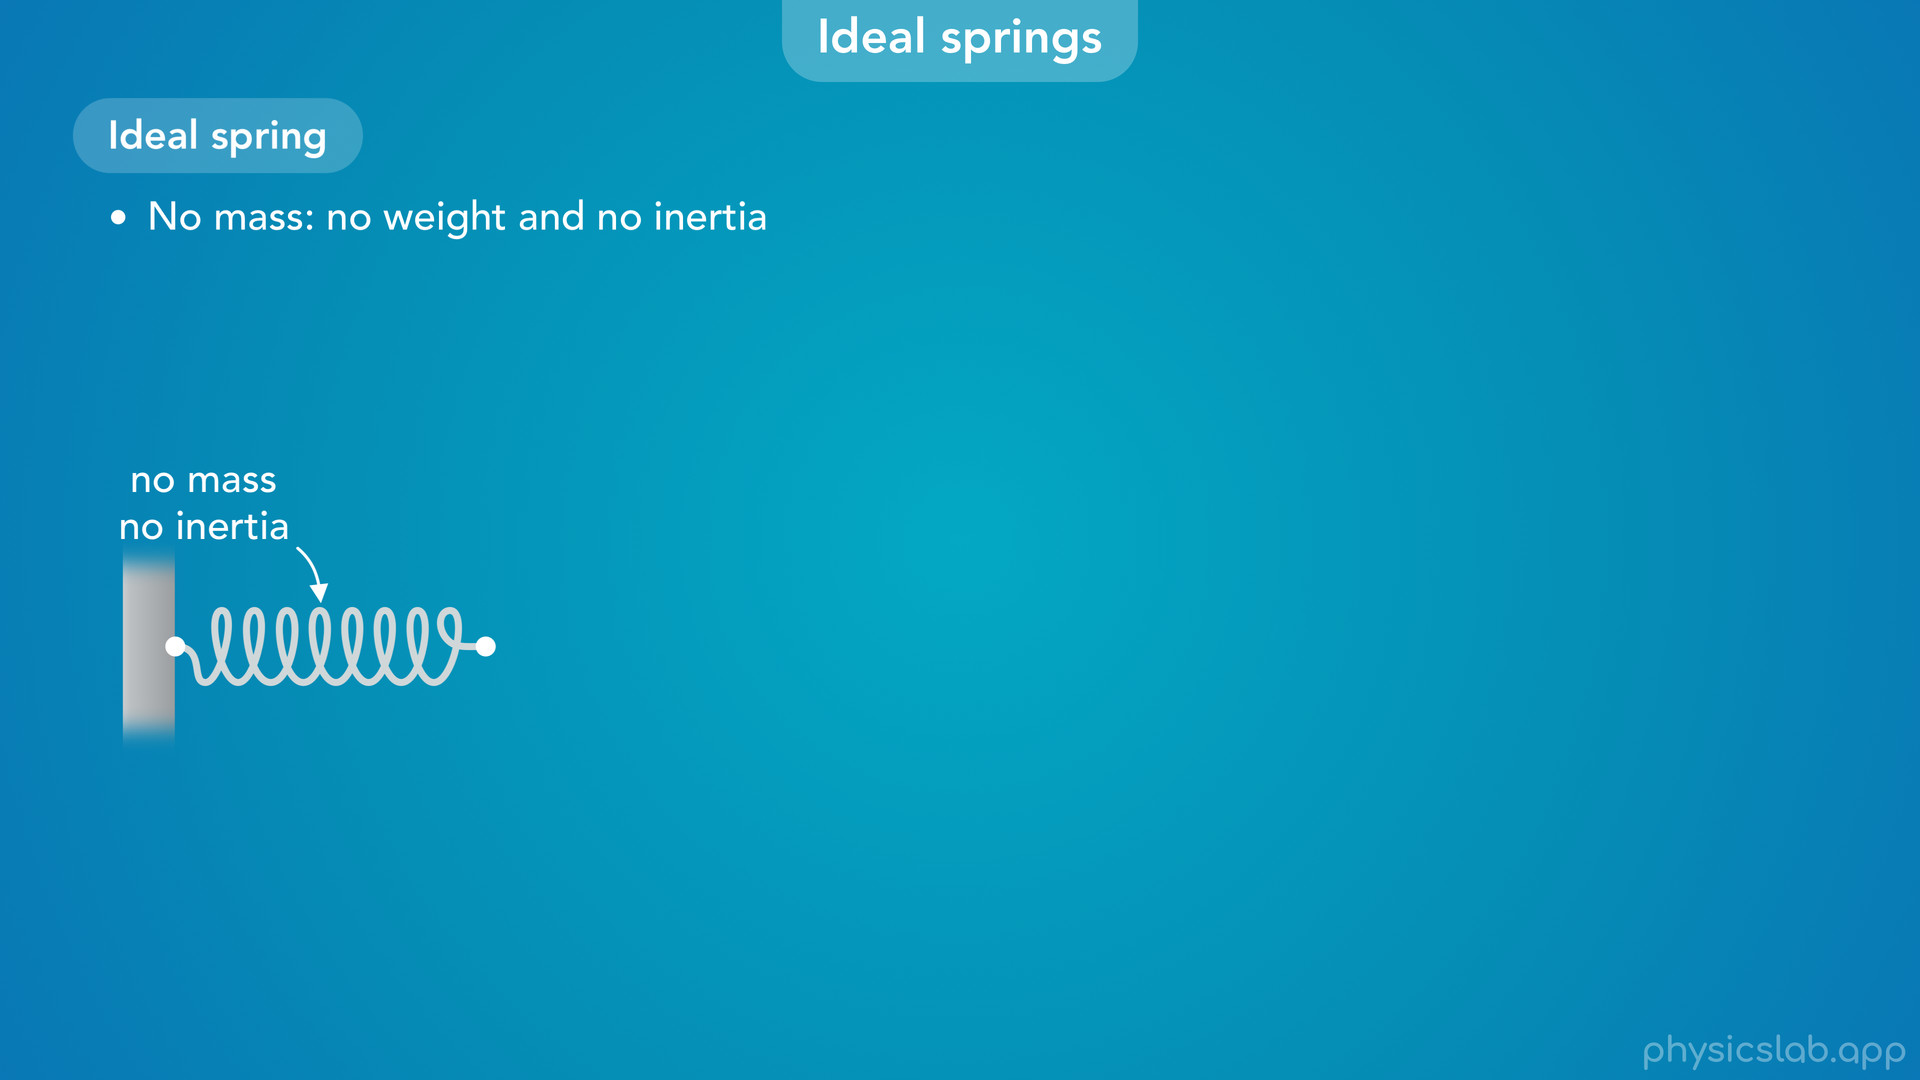 Ideal springs
Ideal spring
• No mass: no weight and no inertia
no mass
no inertia
physicslab.app